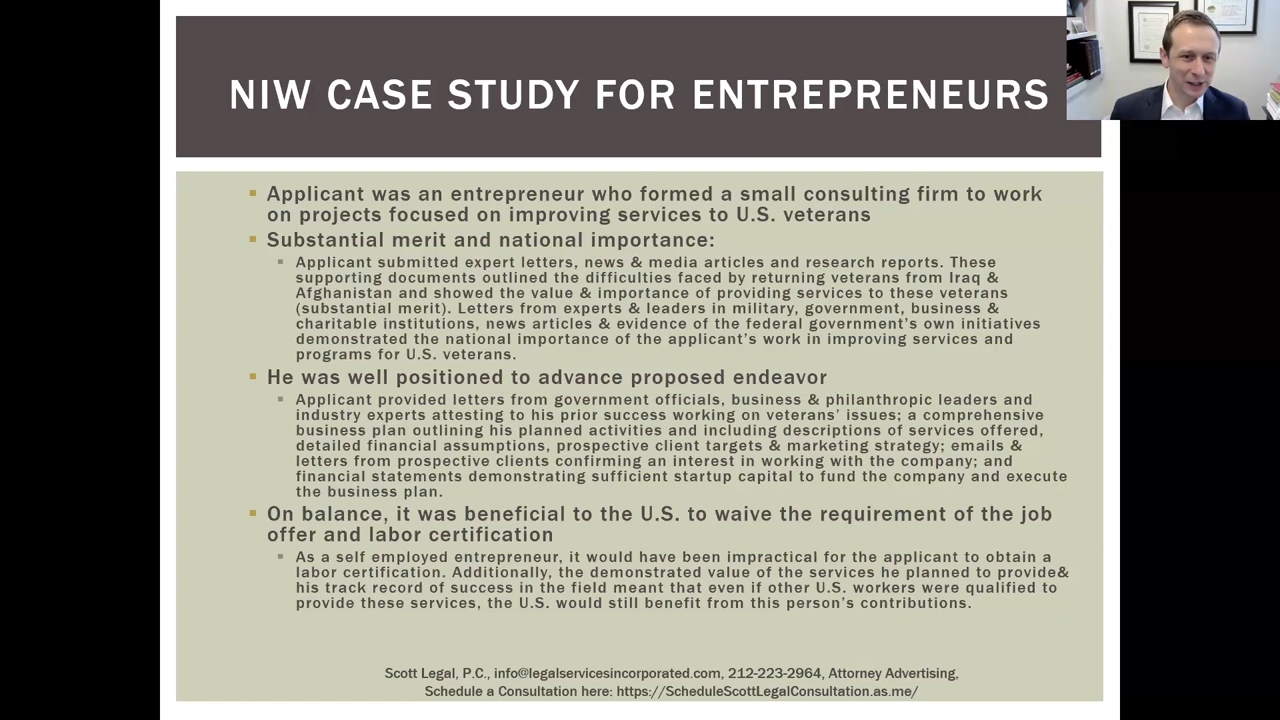 NIW CASE STUDY FOR ENTREPRENEURS
Applicant was an entrepreneur who formed a small consulting firm to work
on projects focused on improving services to U.S. veterans
Substantial merit and national importance:
Applicant submitted expert letters, news & media articles and research reports. These
supporting documents outlined the difficulties faced by returning veterans from Iraq &
Afghanistan and showed the value & importance of providing services to these veterans
(substantial merit). Letters from experts & leaders in military, government, business &
charitable institutions, news articles & evidence of the federal government's own initiatives
demonstrated the national importance of the applicant's work in improving services and
programs for U.S. veterans.
He was well positioned to advance proposed endeavor
Applicant provided letters from government officials, business & philanthropic leaders and
industry experts attesting to his prior success working on veterans' issues; a comprehensive
business plan outlining his planned activities and including descriptions of services offered,
detailed financial assumptions, prospective client targets & marketing strategy; emails &
letters from prospective clients confirming an interest in working with the company; and
financial statements demonstrating sufficient startup capital to fund the company and execute
the business plan.
On balance, it was beneficial to the U.S. to waive the requirement of the job
offer and labor certification
As a self employed entrepreneur, it would have been impractical for the applicant to obtain a
labor certification. Additionally, the demonstrated value of the services he planned to provide&
his track record of success in the field meant that even if other U.S. workers were qualified to
provide these services, the U.S. would still benefit from this person's contributions.
Scott Legal, P.C., info@legalservicesincorporated.com, 212-223-2964, Attorney Advertising,
Schedule a Consultation here: https://ScheduleScottLegalConsultation.as.me/